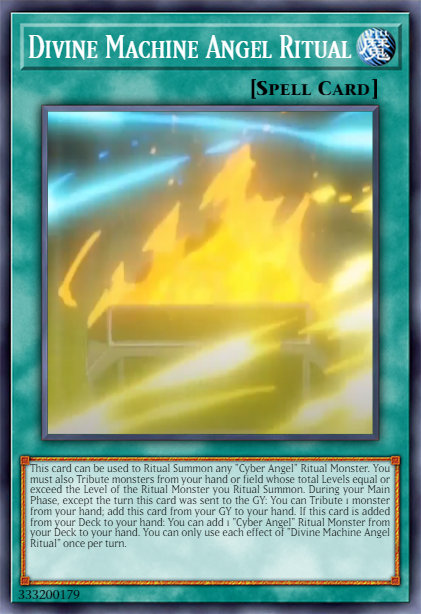 Divine Machine Angel Ritual
魔
[Spell Card]
This card can be used to Ritual Summon any "Cyber Angel" Ritual Monster. You
must also Tribute monsters from your hand or field whose total Levels equal or
exceed the Level of the Ritual Monster you Ritual Summon. During your Main
Phase, except the turn this card was sent to the GY: You can Tribute 1 monster
from your hand; add this card from your GY to your hand. If this card is added
from your Deck to your hand: You can add 1 "Cyber Angel" Ritual Monster from
your Deck to your hand. You can only use each effect of "Divine Machine Angel
Ritual" once per turn.
333200179